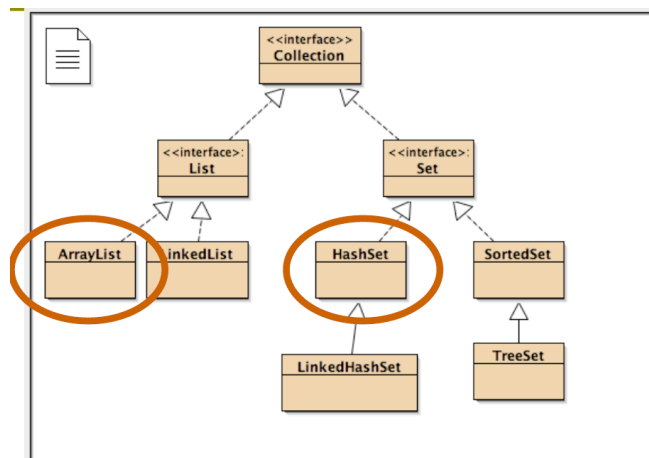 <<interface>>
Collection
<<interface>:
List
<<interface>:
Set
ArrayList
inkedList
HashSet
SortedSet
LinkedHashSet
TreeSet